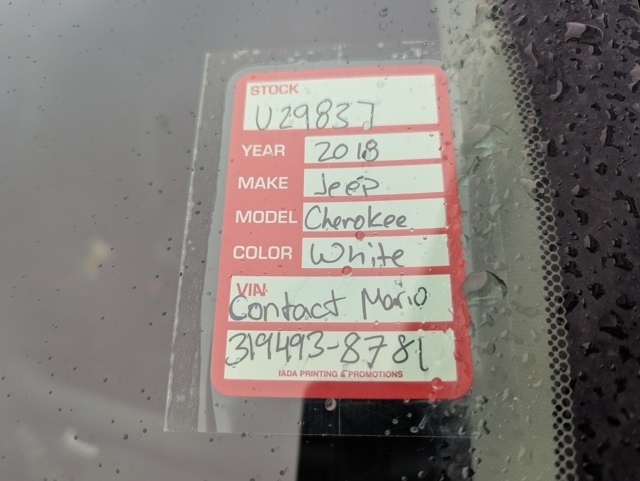 STOCK
U29837
YEAR 2018
MAKE Jeep
MODEL Cherokee
COLOR White
VIN
Contact Mario
319493-8781
IADA PRINTING & PROMOTIONS